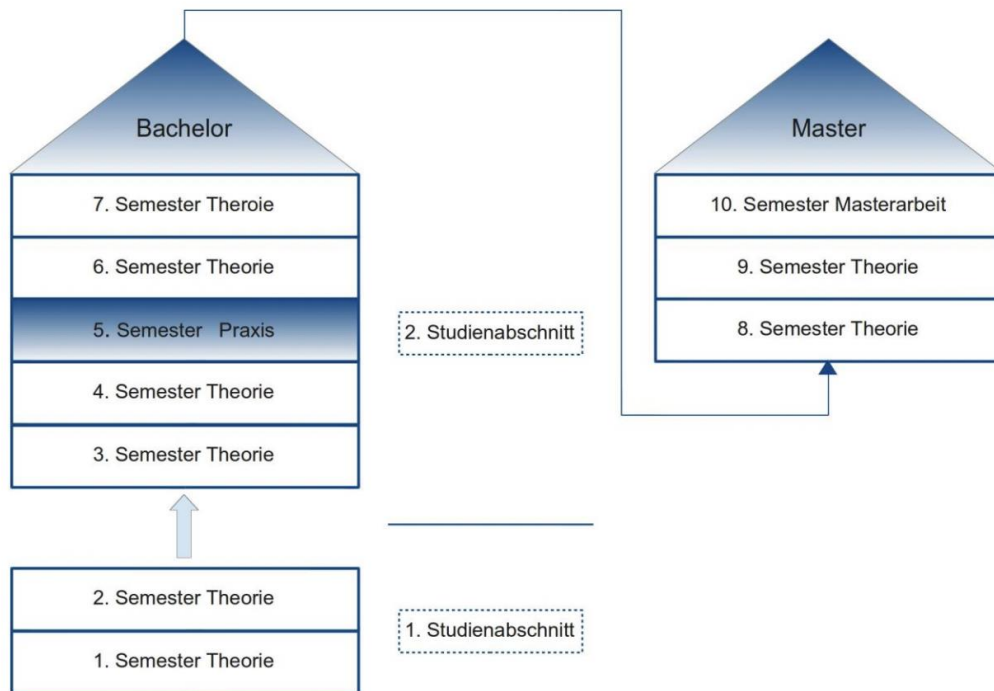 Bachelor
7. Semester Theroie
6. Semester Theorie
5. Semester Praxis
4. Semester Theorie
3. Semester Theorie
2. Studienabschnitt
2. Semester Theorie
1. Semester Theorie
1. Studienabschnitt
Master
10. Semester Masterarbeit
9. Semester Theorie
8. Semester Theorie